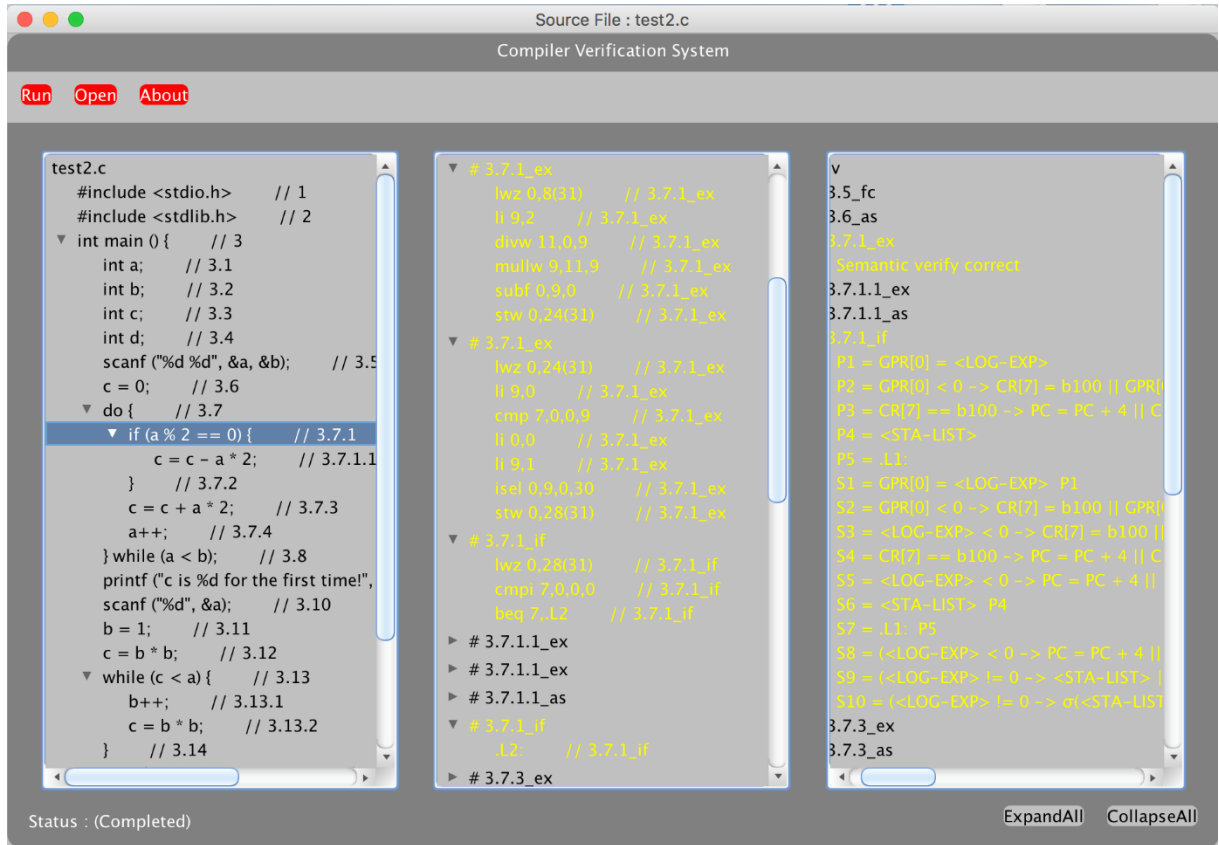 Source File : test2.c
Compiler Verification System
Run Open About
test2.c
#include <stdio.h> // 1
#include <stdlib.h> // 2
int main () { // 3
int a; // 3.1
int b; // 3.2
int c; // 3.3
int d; // 3.4
scanf ("%d %d", &a, &b); // 3.5
c = 0; // 3.6
do { // 3.7
if (a % 2 == 0) { // 3.7.1
c = c - a * 2; // 3.7.1.1
} // 3.7.2
c = c + a * 2; // 3.7.3
a++; // 3.7.4
} while (a < b); // 3.8
printf ("c is %d for the first time!",
scanf ("%d", &a); // 3.10
b = 1; // 3.11
c = b * b; // 3.12
while (c < a) { // 3.13
b++; // 3.13.1
c = b * b; // 3.13.2
} // 3.14
# 3.7.1_ex
lwz 0,8(31) // 3.7.1_ex
li 9,2 // 3.7.1_ex
divw 11,0,9 // 3.7.1_ex
mullw 9,11,9 // 3.7.1_ex
subf 0,9,0 // 3.7.1_ex
stw 0,24(31) // 3.7.1_ex
# 3.7.1_ex
lwz 0,24(31) // 3.7.1_ex
li 9,0 // 3.7.1_ex
cmp 7,0,0,9 // 3.7.1_ex
li 0,0 // 3.7.1_ex
li 9,1 // 3.7.1_ex
isel 0,9,0,30 // 3.7.1_ex
stw 0,28(31) // 3.7.1_ex
# 3.7.1_if
lwz 0,28(31) // 3.7.1_if
cmpi 7,0,0,0 // 3.7.1_if
beq 7,.L2 // 3.7.1_if
# 3.7.1.1_ex
# 3.7.1.1_ex
# 3.7.1.1_as
# 3.7.1_if
.L2: // 3.7.1_if
# 3.7.3_ex
v
3.5_fc
3.6_as
3.7.1_ex
Semantic verify correct
3.7.1.1_ex
3.7.1.1_as
3.7.1_if
P1 = GPR[0] = <LOG-EXP>
P2 = GPR[0] < 0 -> CR[7] = b100 || GPR[
P3 = CR[7] == b100 -> PC = PC + 4 || C
P4 = <STA-LIST>
P5 = .L1:
S1 = GPR[0] = <LOG-EXP> P1
S2 = GPR[0] < 0 -> CR[7] = b100 || GPR[
S3 = <LOG-EXP> < 0 -> CR[7] = b100 ||
S4 = CR[7] == b100 -> PC = PC + 4 || C
S5 = <LOG-EXP> < 0 -> PC = PC + 4 ||
S6 = <STA-LIST> P4
S7 = .L1: P5
S8 = (<LOG-EXP> < 0 -> PC = PC + 4 ||
S9 = (<LOG-EXP> != 0 -> <STA-LIST> |
S10 = (<LOG-EXP> != 0 -> σ(<STA-LIST
3.7.3_ex
3.7.3_as
Status : (Completed)
ExpandAll CollapseAll